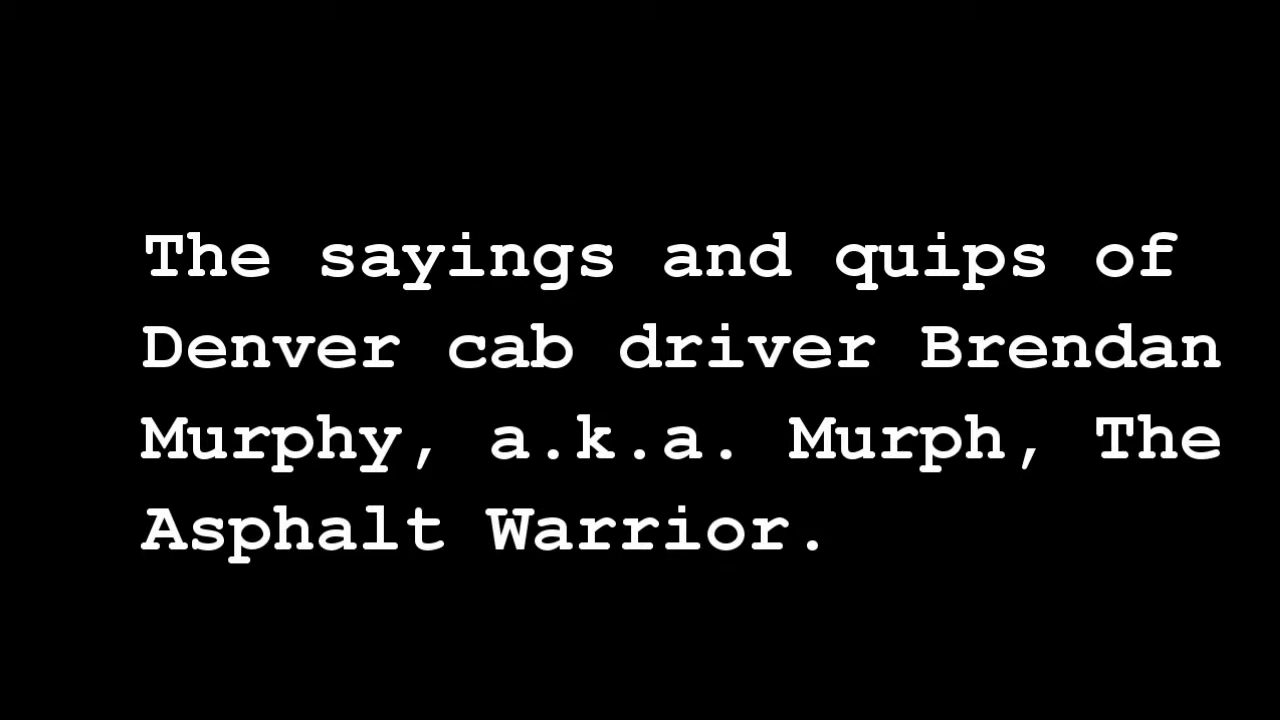 The sayings and quips of
Denver cab driver Brendan
Murphy, a.k.a. Murph, The
Asphalt Warrior.